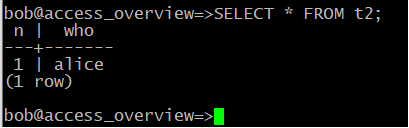 bob@access_overview=>SELECT * FROM t2;
 n |  who
---+-------
 1 | alice
(1 row)

bob@access_overview=>